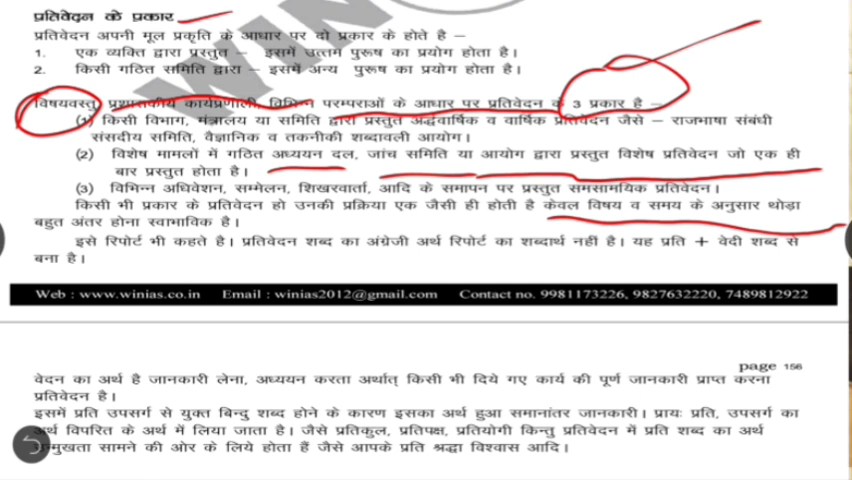 प्रतिवेदन के प्रकार
प्रतिवेदन अपनी मूल प्रकृति के आधार पर दो प्रकार के होते है –
1. एक व्यक्ति द्वारा प्रस्तुत – इसमें उत्तम पुरूष का प्रयोग होता है।
2. किसी गठित समिति द्वारा – इसमें अन्य पुरूष का प्रयोग होता है।
विषयवस्तु, प्रशासकीय कार्यप्रणाली, विभिन्न परम्पराओं के आधार पर प्रतिवेदन के 3 प्रकार है –
(1) किसी विभाग, मंत्रालय या समिति द्वारा प्रस्तुत अर्द्धवार्षिक व वार्षिक प्रतिवेदन जैसे – राजभाषा संबंधी
संसदीय समिति, वैज्ञानिक व तकनीकी शब्दावली आयोग।
(2) विशेष मामलों में गठित अध्ययन दल, जांच समिति या आयोग द्वारा प्रस्तुत विशेष प्रतिवेदन जो एक ही
बार प्रस्तुत होता है।
(3) विभिन्न अधिवेशन, सम्मेलन, शिखरवार्ता, आदि के समापन पर प्रस्तुत समसामयिक प्रतिवेदन।
किसी भी प्रकार के प्रतिवेदन हो उनकी प्रक्रिया एक जैसी ही होती है केवल विषय व समय के अनुसार थोड़ा
बहुत अंतर होना स्वाभाविक है।
इसे रिपोर्ट भी कहते है। प्रतिवेदन शब्द का अंग्रेजी अर्थ रिपोर्ट का शब्दार्थ नहीं है। यह प्रति + वेदी शब्द से
बना है।
Web : www.winias.co.in Email : winias2012@gmail.com Contact no. 9981173226, 9827632220, 7489812922
page 156
वेदन का अर्थ है जानकारी लेना, अध्ययन करता अर्थात् किसी भी दिये गए कार्य की पूर्ण जानकारी प्राप्त करना
प्रतिवेदन है।
इसमें प्रति उपसर्ग से युक्त बिन्दु शब्द होने के कारण इसका अर्थ हुआ समानांतर जानकारी। प्रायः प्रति, उपसर्ग का
अर्थ विपरित के अर्थ में लिया जाता है। जैसे प्रतिकुल, प्रतिपक्ष, प्रतियोगी किन्तु प्रतिवेदन में प्रति शब्द का अर्थ
सामने की ओर के लिये होता हैं जैसे आपके प्रति श्रद्धा विश्वास आदि।